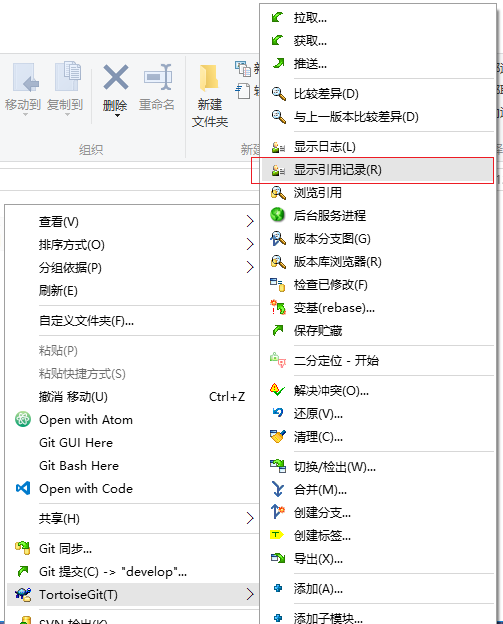 移动到
复制到
删除
重命名
新建
文件夹
组织
新建
查看(V)
排序方式(O)
分组依据(P)
刷新(E)
自定义文件夹(F)...
粘贴(P)
粘贴快捷方式(S)
撤消 移动(U) Ctrl+Z
Open with Atom
Git GUI Here
Git Bash Here
Open with Code
共享(H)
Git 同步...
Git 提交(C) -> "develop"...
TortoiseGit(T)
拉取...
获取...
推送...
比较差异(D)
与上一版本比较差异(D)
显示日志(L)
显示引用记录(R)
浏览引用
后台服务进程
版本分支图(G)
版本库浏览器(R)
检查已修改(F)
变基(rebase)...
保存贮藏
二分定位 - 开始
解决冲突(O)...
还原(V)...
清理(C)...
切换/检出(W)...
合并(M)...
创建分支...
创建标签...
导出(X)...
添加(A)...
添加子模块...